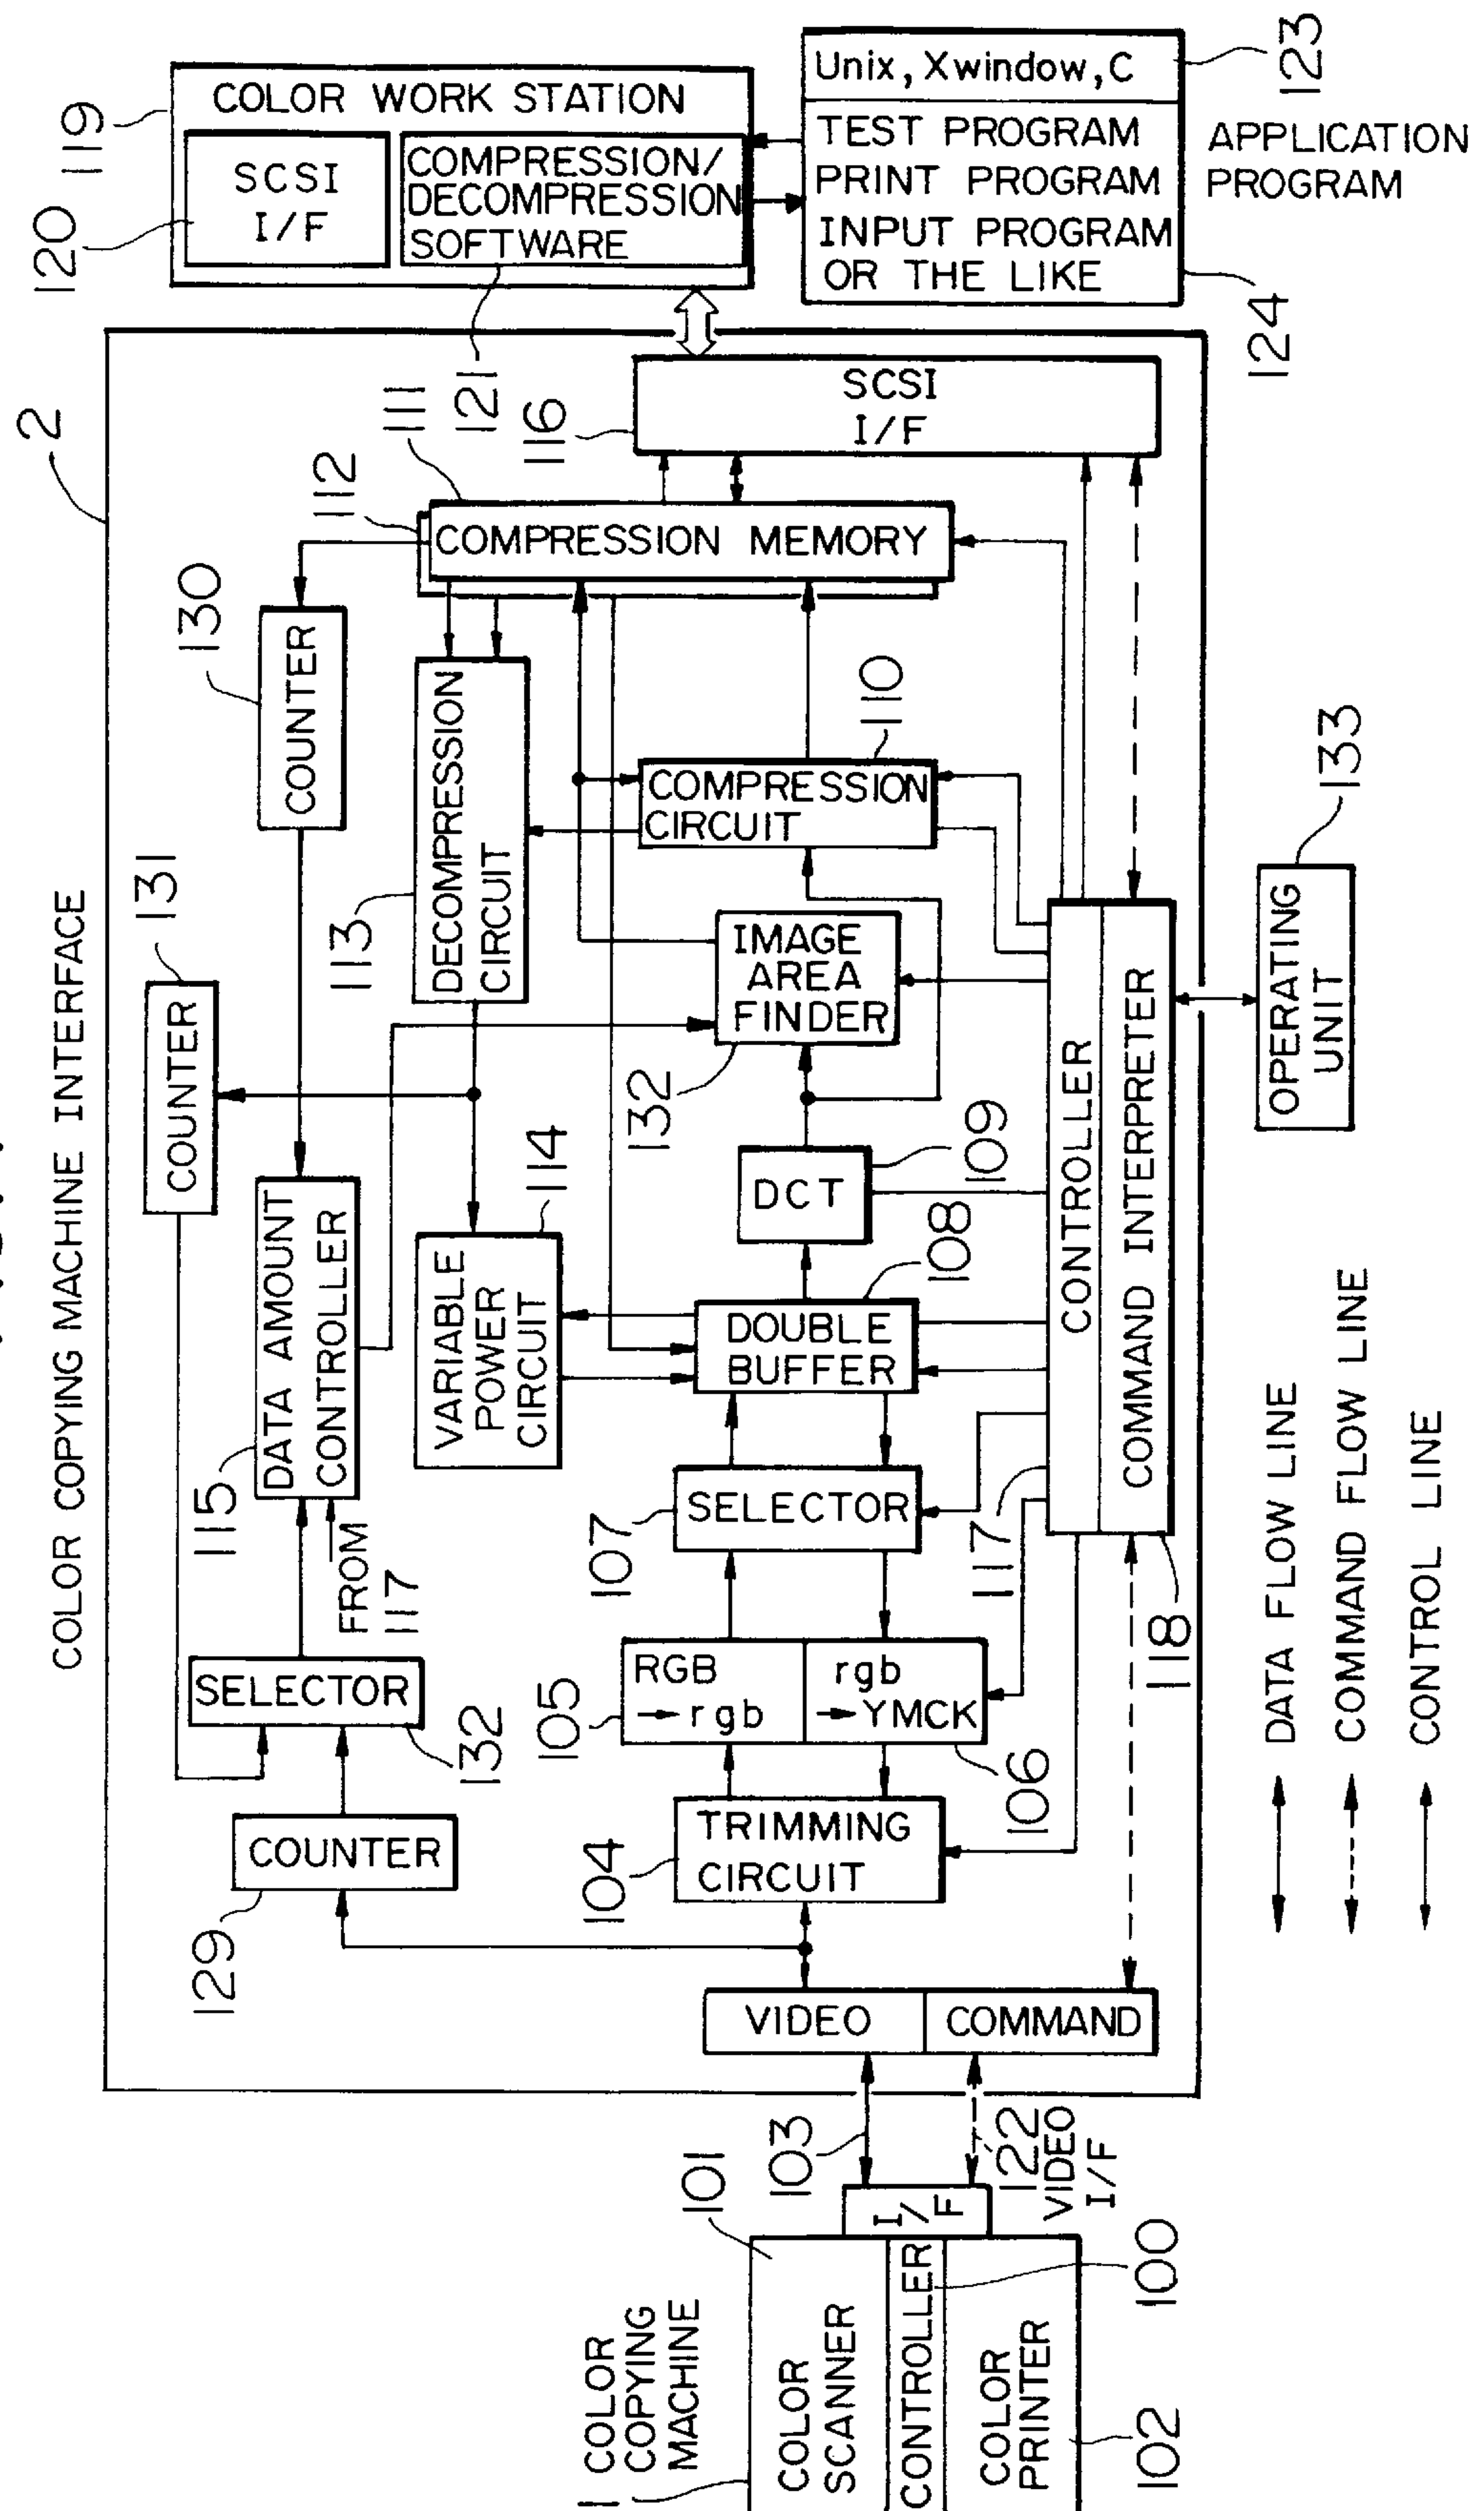 COLOR COPYING MACHINE INTERFACE
1 COLOR
COPYING
MACHINE
101
COLOR
SCANNER
CONTROLLER
100
COLOR
PRINTER
102
I/F
103
122
VIDEO
I/F
2
VIDEO
COMMAND
129
COUNTER
SELECTOR
132
131
COUNTER
115
DATA AMOUNT
CONTROLLER
FROM
117
130
COUNTER
104
TRIMMING
CIRCUIT
105
RGB
→rgb
rgb
→YMCK
106
107
SELECTOR
114
VARIABLE
POWER
CIRCUIT
DOUBLE
BUFFER
108
DCT
109
132
IMAGE
AREA
FINDER
113
DECOMPRESSION
CIRCUIT
COMPRESSION
CIRCUIT
110
112
111
COMPRESSION MEMORY
116
SCSI
I/F
117
CONTROLLER
COMMAND INTERPRETER
118
OPERATING
UNIT
133
119
COLOR WORK STATION
120
SCSI
I/F
COMPRESSION/
DECOMPRESSION
SOFTWARE
121
Unix, Xwindow, C
123
TEST PROGRAM
PRINT PROGRAM
INPUT PROGRAM
OR THE LIKE
124
APPLICATION
PROGRAM
DATA FLOW LINE
COMMAND FLOW LINE
CONTROL LINE